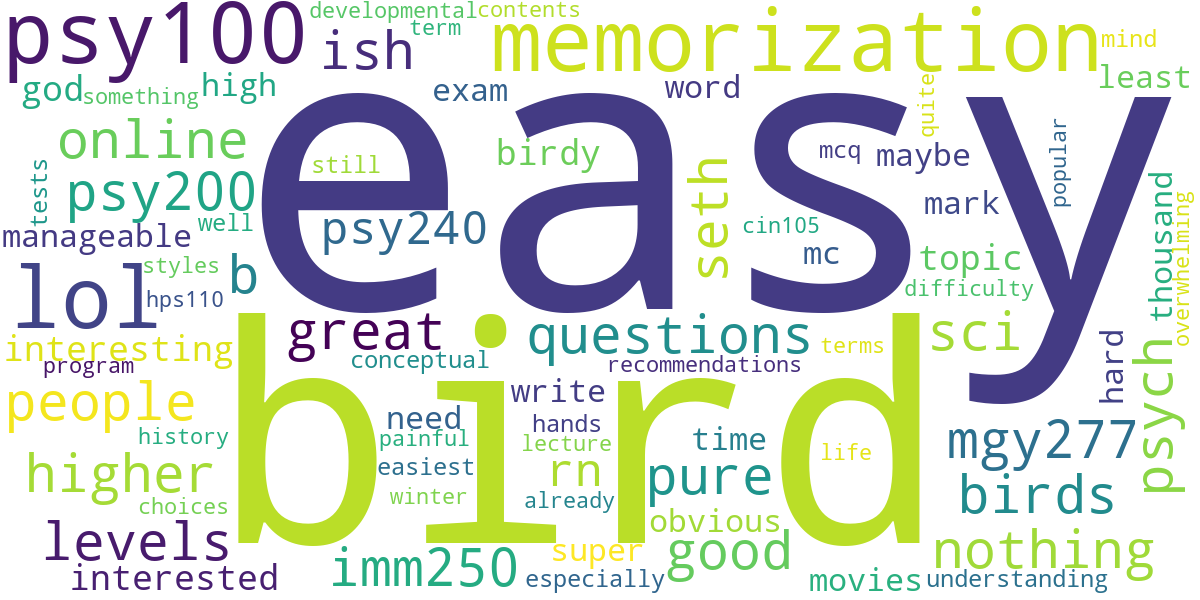 psy100
developmental
contents
term
ish
memorization
mind
god
something
high
exam
word
least
quite
easy
online
still
birdy
seth
mcq
maybe
popular
tests
psy200
well
psy240
mark
cin105
mc
thousand
manageable
lol
styles
hps110
b
topic
difficulty
overwhelming
great
questions
sci
interesting
program
conceptual
recommendations
terms
hard
psych
people
bird
write
need
hands
time
mgy277
history
painful
lecture
life
higher
easiest
rn
pure
birds
choices
winter
already
obvious
levels
imm250
super
good
nothing
interested
especially
movies
understanding